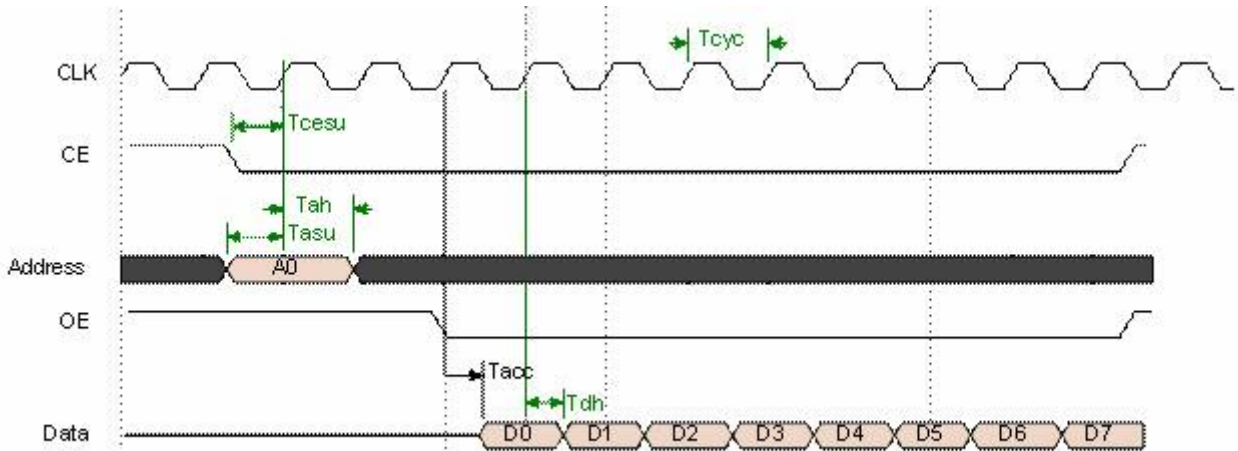 Tcyc
CLK
Tcesu
CE
Tah
Tasu
Address A0
OE
Tacc
Tdh
Data D0 D1 D2 D3 D4 D5 D6 D7